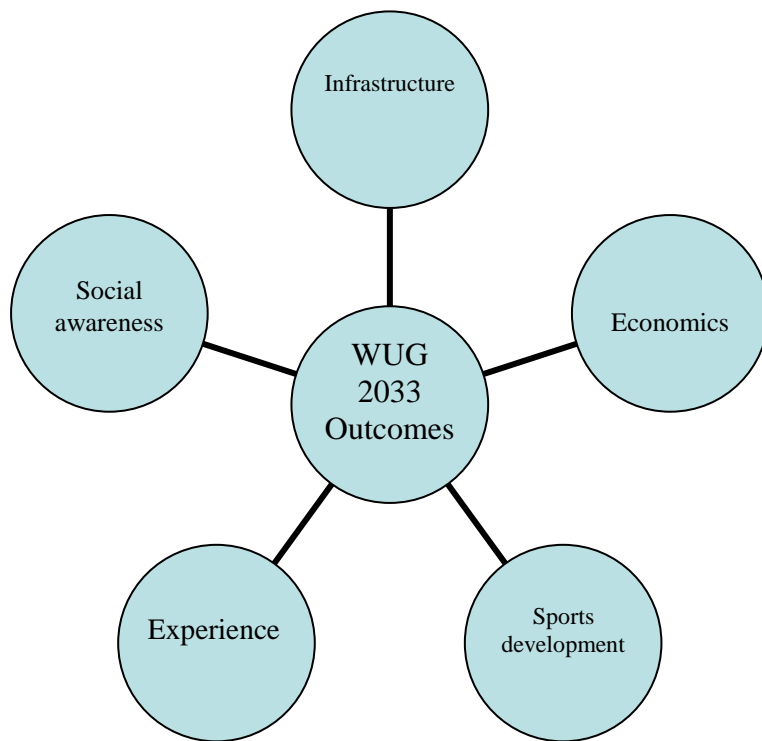 Infrastructure
Social
awareness
Economics
WUG
2033
Outcomes
Experience
Sports
development